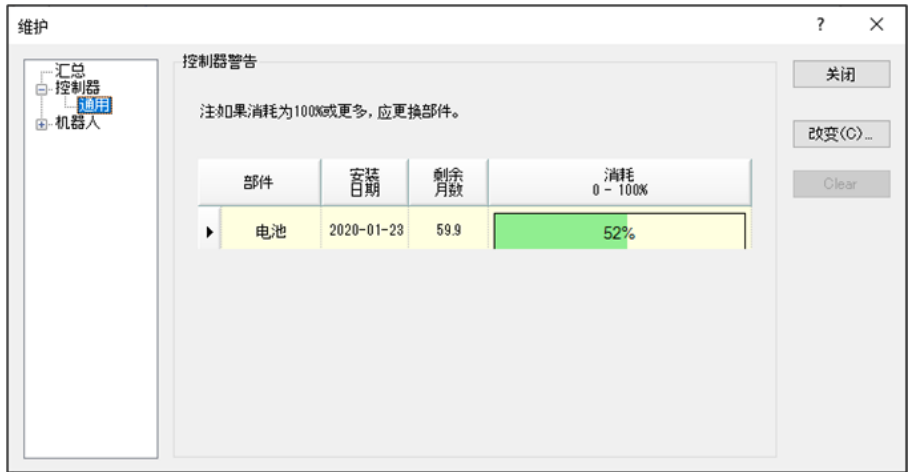 维护
?
汇总
控制器
通用
机器人
控制器警告
注:如果消耗为100%或更多, 应更换部件。
部件 安装日期 剩余月数 消耗 0 - 100%
电池 2020-01-23 59.9 52%
关闭
改变(C)...
Clear